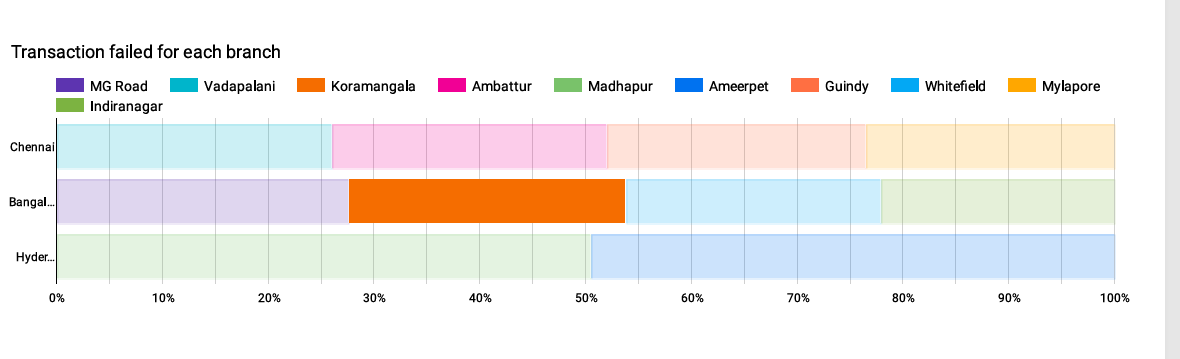 Transaction failed for each branch
MG Road Vadapalani Koramangala Ambattur Madhapur Ameerpet Guindy Whitefield Mylapore
Indiranagar
Chennai
Bangal...
Hyder...
0% 10% 20% 30% 40% 50% 60% 70% 80% 90% 100%